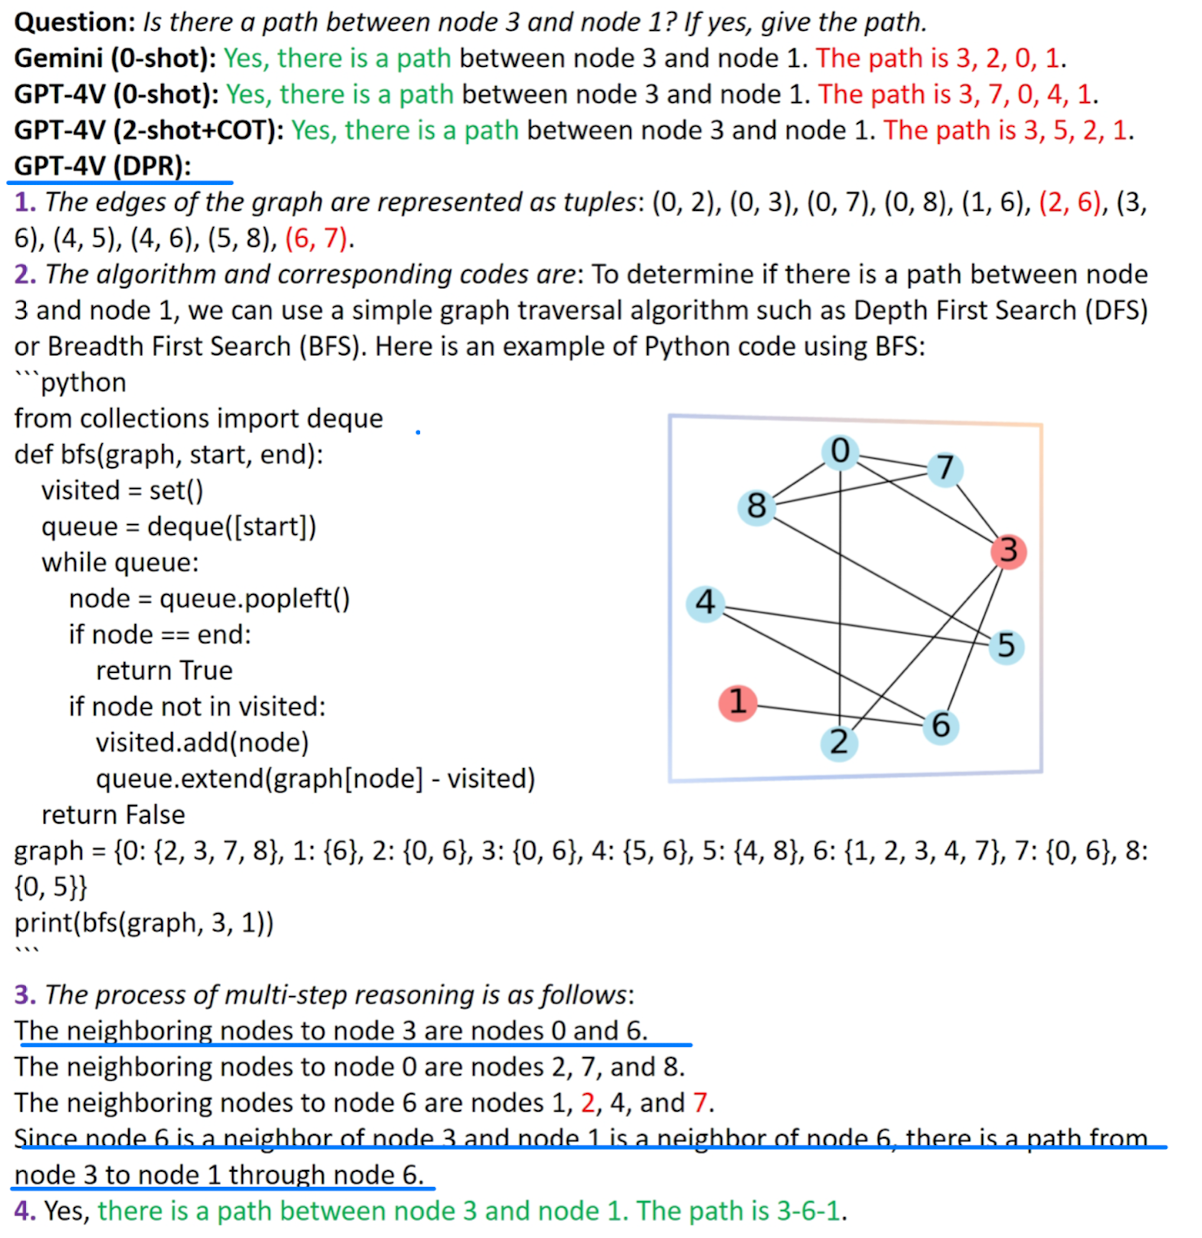 Question: Is there a path between node 3 and node 1? If yes, give the path.
Gemini (0-shot): Yes, there is a path between node 3 and node 1. The path is 3, 2, 0, 1.
GPT-4V (0-shot): Yes, there is a path between node 3 and node 1. The path is 3, 7, 0, 4, 1.
GPT-4V (2-shot+COT): Yes, there is a path between node 3 and node 1. The path is 3, 5, 2, 1.
GPT-4V (DPR):
1. The edges of the graph are represented as tuples: (0, 2), (0, 3), (0, 7), (0, 8), (1, 6), (2, 6), (3,
6), (4, 5), (4, 6), (5, 8), (6, 7).
2. The algorithm and corresponding codes are: To determine if there is a path between node
3 and node 1, we can use a simple graph traversal algorithm such as Depth First Search (DFS)
or Breadth First Search (BFS). Here is an example of Python code using BFS:
```python
from collections import deque
def bfs(graph, start, end):
    visited = set()
    queue = deque([start])
    while queue:
        node = queue.popleft()
        if node == end:
            return True
        if node not in visited:
            visited.add(node)
            queue.extend(graph[node] - visited)
    return False
graph = {0: {2, 3, 7, 8}, 1: {6}, 2: {0, 6}, 3: {0, 6}, 4: {5, 6}, 5: {4, 8}, 6: {1, 2, 3, 4, 7}, 7: {0, 6}, 8:
{0, 5}}
print(bfs(graph, 3, 1))
```
0
7
8
3
4
5
1
6
2
3. The process of multi-step reasoning is as follows:
The neighboring nodes to node 3 are nodes 0 and 6.
The neighboring nodes to node 0 are nodes 2, 7, and 8.
The neighboring nodes to node 6 are nodes 1, 2, 4, and 7.
Since node 6 is a neighbor of node 3 and node 1 is a neighbor of node 6, there is a path from
node 3 to node 1 through node 6.
4. Yes, there is a path between node 3 and node 1. The path is 3-6-1.